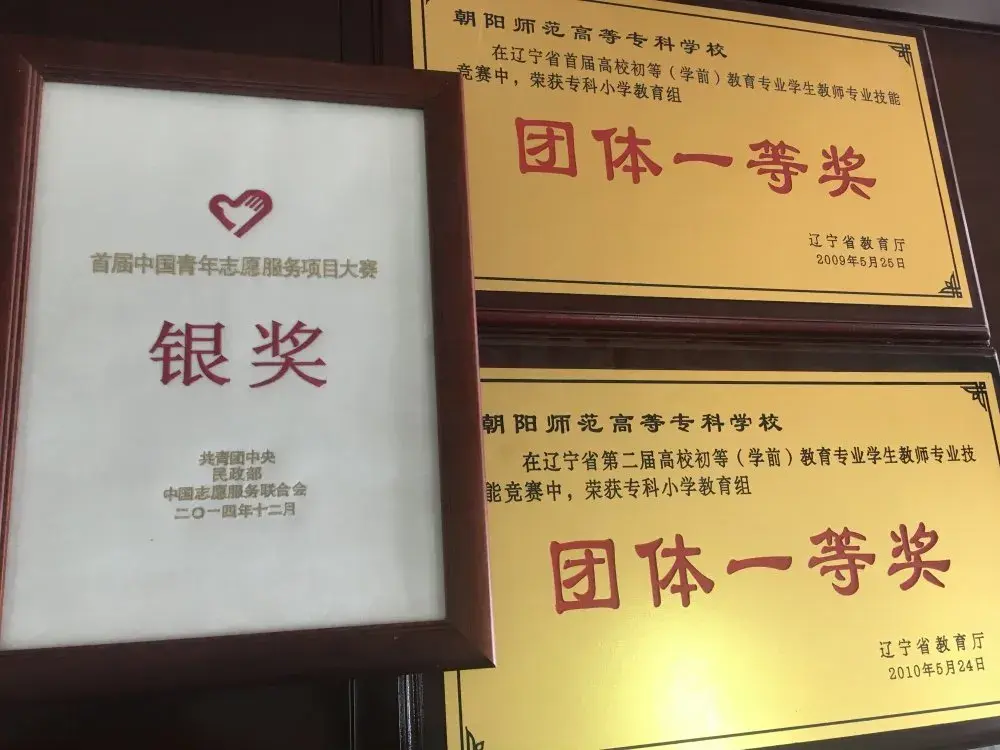 首届中国青年志愿服务项目大赛
银奖
共青团中央
民政部
中国志愿服务联合会
二〇一四年十二月
朝阳师范高等专科学校
在辽宁省首届高校初等（学前）教育专业学生教师专业技能
竞赛中，荣获专科小学教育组
团体一等奖
辽宁省教育厅
2009年5月25日
朝阳师范高等专科学校
在辽宁省第二届高校初等（学前）教育专业学生教师专业技
能竞赛中，荣获专科小学教育组
团体一等奖
辽宁省教育厅
2010年5月24日